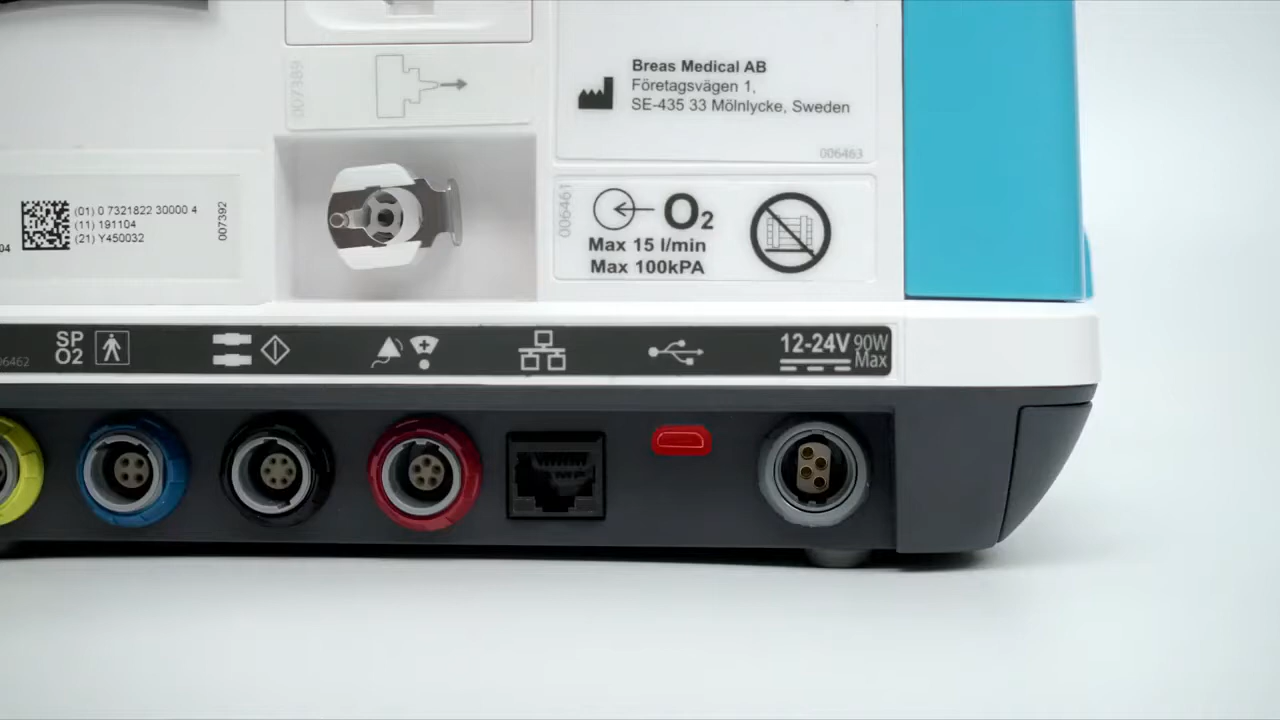 007389
Breas Medical AB
Företagsvägen 1,
SE-435 33 Mölnlycke, Sweden
006463
(01) 0 7321822 30000 4
(11) 191104
(21) Y450032
04
007392
006461
O2
Max 15 l/min
Max 100kPA
06462
SP
O2
12-24V
90W
Max